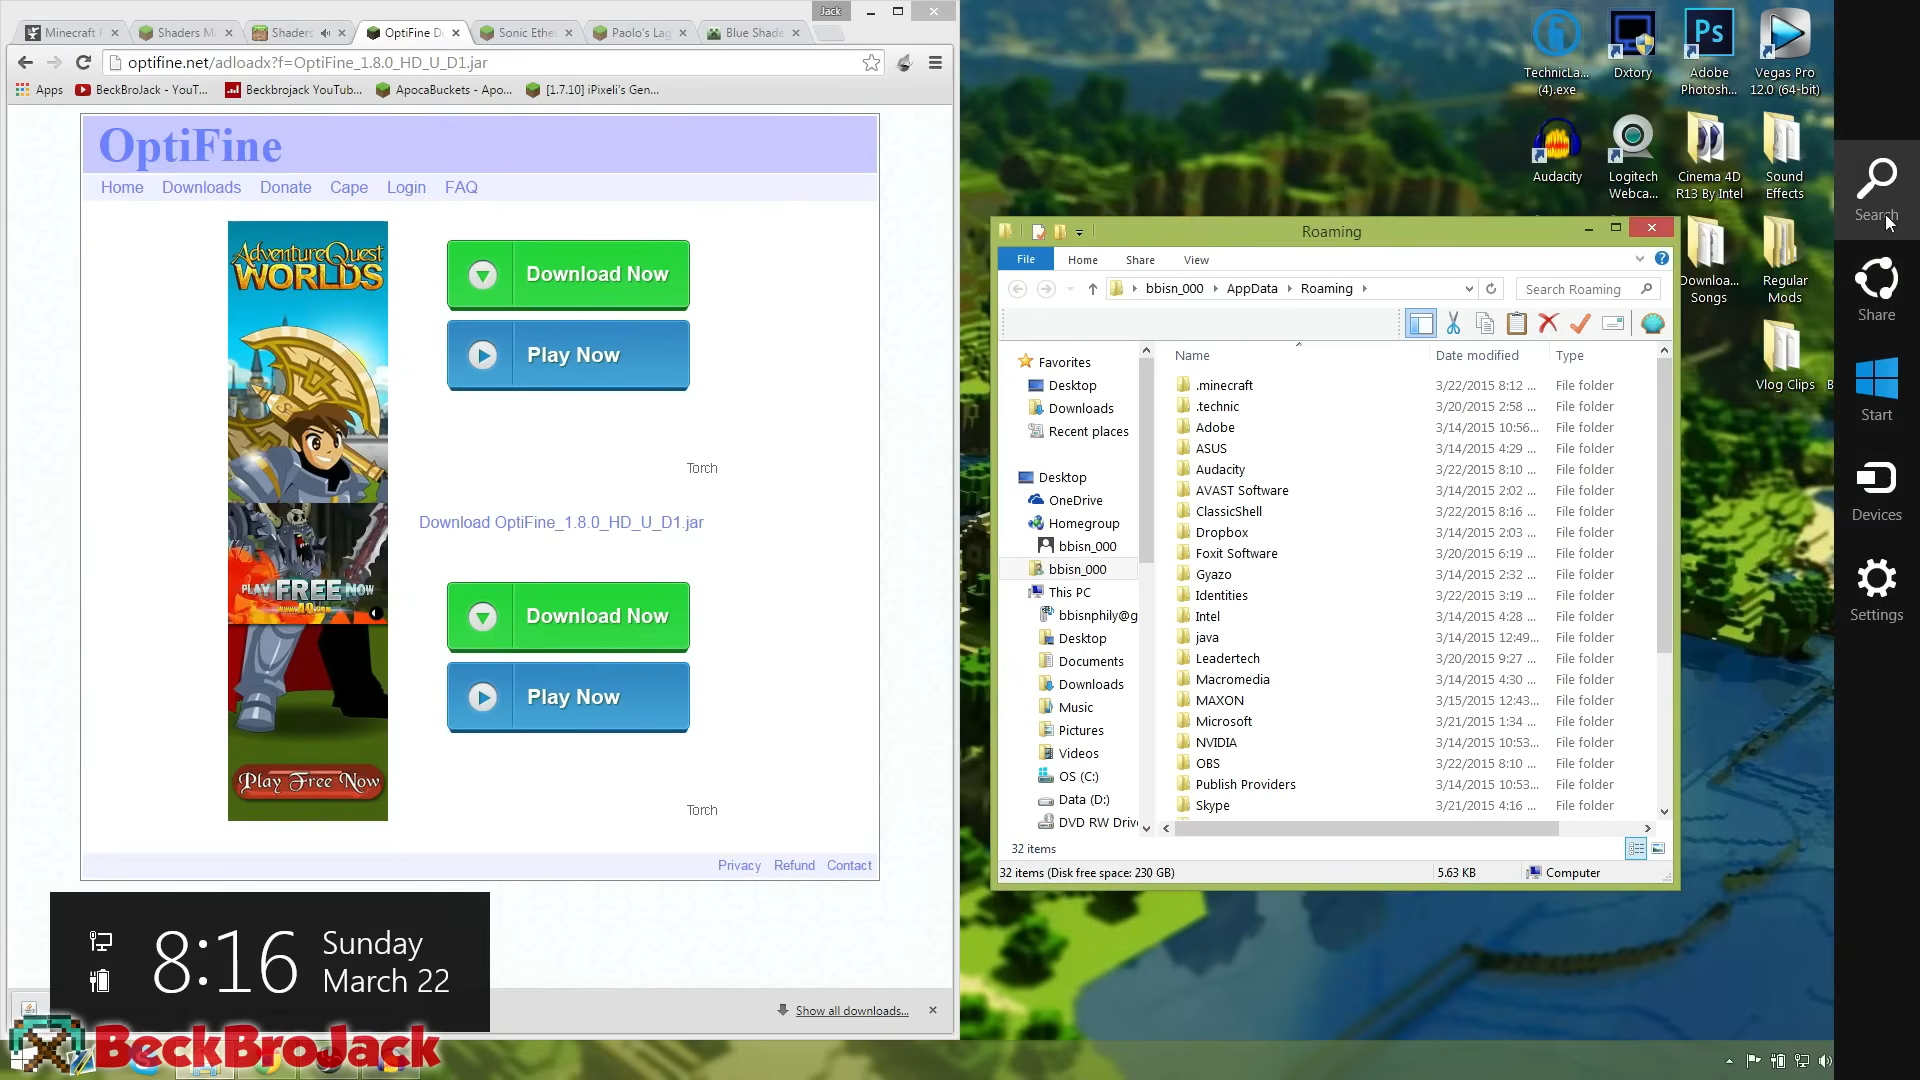 Jack
Minecraft F
Shaders M
Shaders
OptiFine D
Sonic Ethe
Paolo's Lag
Blue Shade
optifine.net/adloadx?f=OptiFine_1.8.0_HD_U_D1.jar
Apps
BeckBroJack - YouT...
Beckbrojack YouTub...
ApocaBuckets - Apo...
[1.7.10] iPixeli's Gen...
OptiFine
Home Downloads Donate Cape Login FAQ
AdventureQuest
WORLDS
PLAY FREE NOW
Play Free Now
Download Now
Play Now
Torch
Download OptiFine_1.8.0_HD_U_D1.jar
Download Now
Play Now
Torch
Privacy Refund Contact
8:16
Sunday
March 22
Show all downloads...
BeckBroJack
TechnicLa...
(4).exe
Dxtory
Ps
Adobe
Photosh...
Vegas Pro
12.0 (64-bit)
Audacity
Logitech
Webca...
Cinema 4D
R13 By Intel
Sound
Effects
Downloa...
Songs
Regular
Mods
Vlog Clips
B
Roaming
File Home Share View
bbisn_000 AppData Roaming
Search Roaming
Favorites
Desktop
Downloads
Recent places
Desktop
OneDrive
Homegroup
bbisn_000
bbisn_000
This PC
bbisnphily@g
Desktop
Documents
Downloads
Music
Pictures
Videos
OS (C:)
Data (D:)
DVD RW Drive
Name Date modified Type
.minecraft 3/22/2015 8:12 ... File folder
.technic 3/20/2015 2:58 ... File folder
Adobe 3/14/2015 10:56... File folder
ASUS 3/14/2015 4:29 ... File folder
Audacity 3/22/2015 8:10 ... File folder
AVAST Software 3/14/2015 2:02 ... File folder
ClassicShell 3/22/2015 8:16 ... File folder
Dropbox 3/14/2015 2:03 ... File folder
Foxit Software 3/20/2015 6:19 ... File folder
Gyazo 3/14/2015 2:32 ... File folder
Identities 3/22/2015 3:19 ... File folder
Intel 3/14/2015 4:28 ... File folder
java 3/14/2015 12:49... File folder
Leadertech 3/20/2015 9:27 ... File folder
Macromedia 3/14/2015 4:30 ... File folder
MAXON 3/15/2015 12:43... File folder
Microsoft 3/21/2015 1:34 ... File folder
NVIDIA 3/14/2015 10:53... File folder
OBS 3/22/2015 8:10 ... File folder
Publish Providers 3/14/2015 10:53... File folder
Skype 3/21/2015 4:16 ... File folder
32 items
32 items (Disk free space: 230 GB) 5.63 KB Computer
Search
Share
Start
Devices
Settings